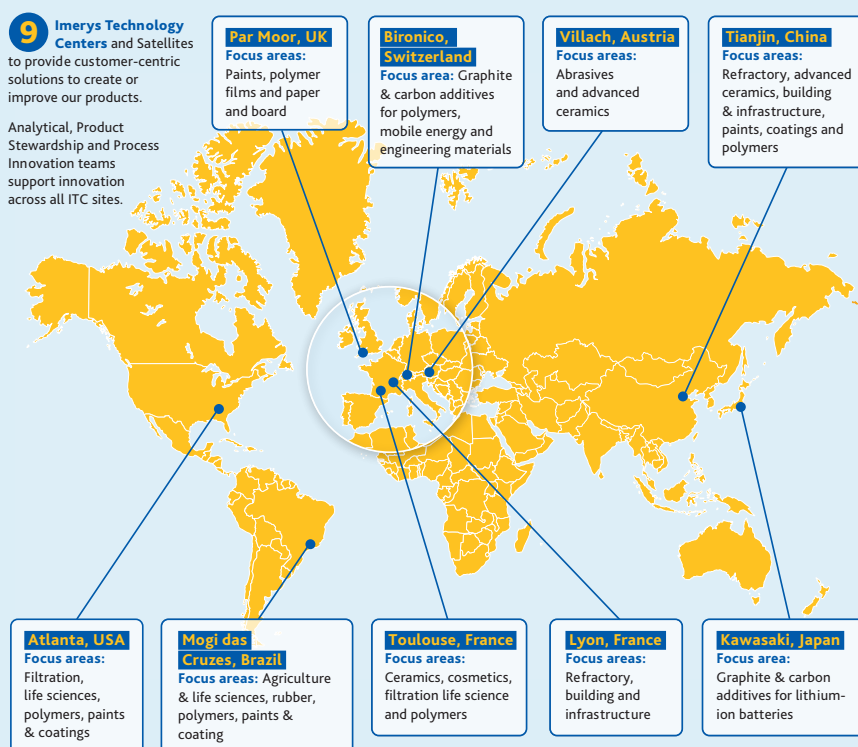 9 Imerys Technology
Centers and Satellites
to provide customer-centric
solutions to create or
improve our products.
Analytical, Product
Stewardship and Process
Innovation teams
support innovation
across all ITC sites.
Par Moor, UK
Focus areas:
Paints, polymer
films and paper
and board
Bironico,
Switzerland
Focus area: Graphite
& carbon additives
for polymers,
mobile energy and
engineering materials
Villach, Austria
Focus areas:
Abrasives
and advanced
ceramics
Tianjin, China
Focus areas:
Refractory, advanced
ceramics, building
& infrastructure,
paints, coatings and
polymers
Atlanta, USA
Focus areas:
Filtration,
life sciences,
polymers, paints
& coatings
Mogi das
Cruzes, Brazil
Focus areas: Agriculture
& life sciences, rubber,
polymers, paints &
coating
Toulouse, France
Focus areas:
Ceramics, cosmetics,
filtration life science
and polymers
Lyon, France
Focus areas:
Refractory,
building and
infrastructure
Kawasaki, Japan
Focus areas:
Graphite & carbon
additives for lithium-
ion batteries